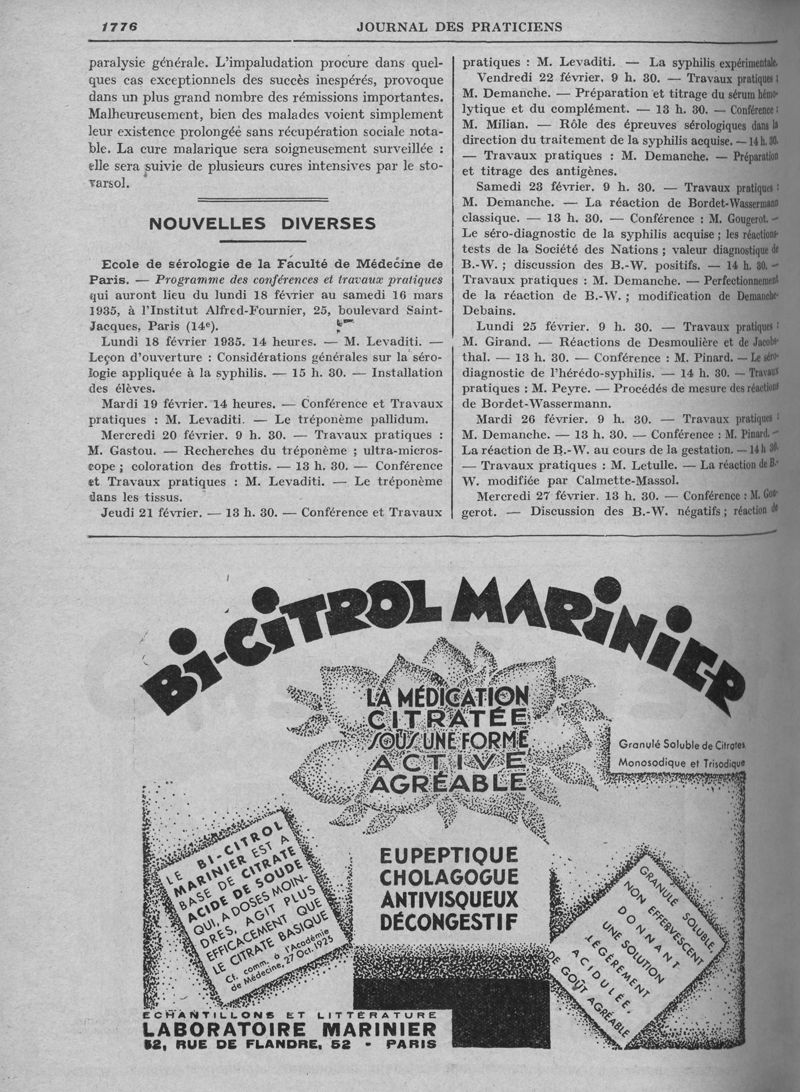 1776
JOURNAL DES PRATICIENS
paralysie générale. L'impaludation procure dans quel-
ques cas exceptionnels des succès inespérés, provoque
dans un plus grand nombre des rémissions importantes.
Malheureusement, bien des malades voient simplement
leur existence prolongée sans récupération sociale nota-
ble. La cure malarique sera soigneusement surveillée :
elle sera suivie de plusieurs cures intensives par le sto-
varsol.
NOUVELLES DIVERSES
Ecole de sérologie de la Faculté de Médecine de
Paris. — Programme des conférences et travaux pratiques
qui auront lieu du lundi 18 février au samedi 16 mars
1935, à l'Institut Alfred-Fournier, 25, boulevard Saint-
Jacques, Paris (14e).
Lundi 18 février 1935. 14 heures. — M. Levaditi. —
Leçon d'ouverture : Considérations générales sur la séro-
logie appliquée à la syphilis. — 15 h. 30. — Installation
des élèves.
Mardi 19 février. 14 heures. — Conférence et Travaux
pratiques : M. Levaditi. — Le tréponème pallidum.
Mercredi 20 février. 9 h. 30. — Travaux pratiques :
M. Gastou. — Recherches du tréponème ; ultra-micros-
cope ; coloration des frottis. — 13 h. 30. — Conférence
et Travaux pratiques : M. Levaditi. — Le tréponème
dans les tissus.
Jeudi 21 février. — 13 h. 30. — Conférence et Travaux
pratiques : M. Levaditi. — La syphilis expérimentale.
Vendredi 22 février. 9 h. 30. — Travaux pratiques :
M. Demanche. — Préparation et titrage du sérum hémo-
lytique et du complément. — 13 h. 30. — Conférence :
M. Milian. — Rôle des épreuves sérologiques dans la
direction du traitement de la syphilis acquise. — 14 h. 30.
— Travaux pratiques : M. Demanche. — Préparation
et titrage des antigènes.
Samedi 23 février. 9 h. 30. — Travaux pratiques :
M. Demanche. — La réaction de Bordet-Wassermann
classique. — 13 h. 30. — Conférence : M. Gougerot. —
Le séro-diagnostic de la syphilis acquise ; les réactions-
tests de la Société des Nations ; valeur diagnostique de
B.-W. ; discussion des B.-W. positifs. — 14 h. 30. —
Travaux pratiques : M. Demanche. — Perfectionnement
de la réaction de B.-W. ; modification de Demanche-
Debains.
Lundi 25 février. 9 h. 30. — Travaux pratiques :
M. Girand. — Réactions de Desmoulière et de Jacobs-
thal. — 13 h. 30. — Conférence : M. Pinard. — Le séro-
diagnostic de l'hérédo-syphilis. — 14 h. 30. — Travaux
pratiques : M. Peyre. — Procédés de mesure des réactions
de Bordet-Wassermann.
Mardi 26 février. 9 h. 30. — Travaux pratiques :
M. Demanche. — 13 h. 30. — Conférence : M. Pinard. —
La réaction de B.-W. au cours de la gestation. — 14 h 30.
— Travaux pratiques : M. Letulle. — La réaction de B.-
W. modifiée par Calmette-Massol.
Mercredi 27 février. 13 h. 30. — Conférence : M. Gou-
gerot. — Discussion des B.-W. négatifs ; réaction de
BI-CITROL MARINIER
LA MÉDICATION
CITRATÉE
SOUS UNE FORME
ACTIVE
AGRÉABLE
Granulé Soluble de Citrates
Monosodique et Trisodique
LE BI-CITROL
MARINIER EST A
BASE DE CITRATE
ACIDE DE SOUDE
QUI, A DOSES MOIN-
DRES, AGIT PLUS
EFFICACEMENT QUE
LE CITRATE BASIQUE
Cf. comm. à l'Académie
de Médecine, 27 Oct. 1925
EUPEPTIQUE
CHOLAGOGUE
ANTIVISQUEUX
DÉCONGESTIF
GRANULÉ SOLUBLE
NON EFFERVESCENT
DONNANT
UNE SOLUTION
LÉGÈREMENT
ACIDULÉE,
DE GOÛT AGRÉABLE
ECHANTILLONS ET LITTÉRATURE
LABORATOIRE MARINIER
52, RUE DE FLANDRE, 52 - PARIS